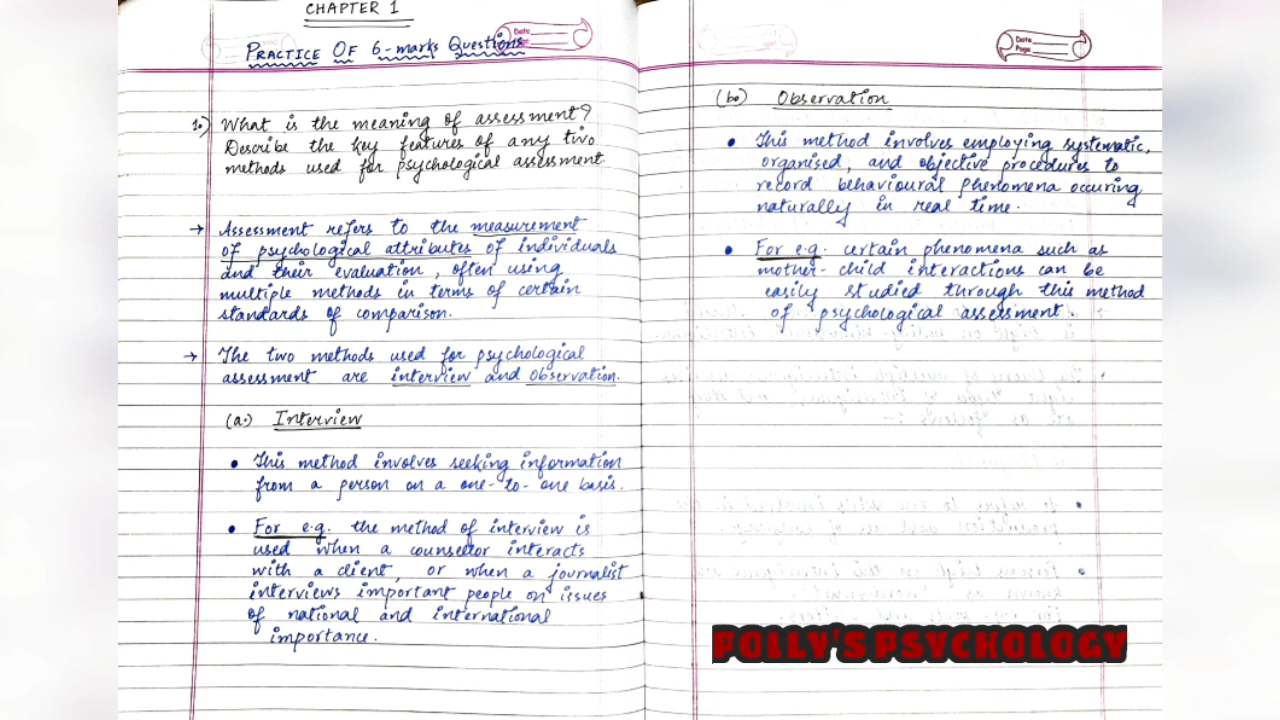 CHAPTER 1
PRACTICE OF 6-marks Questions
Date
Page
1.) What is the meaning of assessment?
Describe the key features of any two
methods used for psychological assessment.
→ Assessment refers to the measurement
of psychological attributes of individuals
and their evaluation, often using
multiple methods in terms of certain
standards of comparison.
→ The two methods used for psychological
assessment are interview and observation.
(a.) Interview
• This method involves seeking information
from a person on a one-to-one basis.
• For e.g. the method of interview is
used when a counsellor interacts
with a client, or when a journalist
interviews important people on issues
of national and international
importance.
Date
Page
(b.) Observation
• This method involves employing systematic,
organised, and objective procedures to
record behavioural phenomena occuring
naturally in real time.
• For e.g. certain phenomena such as
mother-child interactions can be
easily studied through this method
of psychological assessment.
POLLY'S PSYCHOLOGY